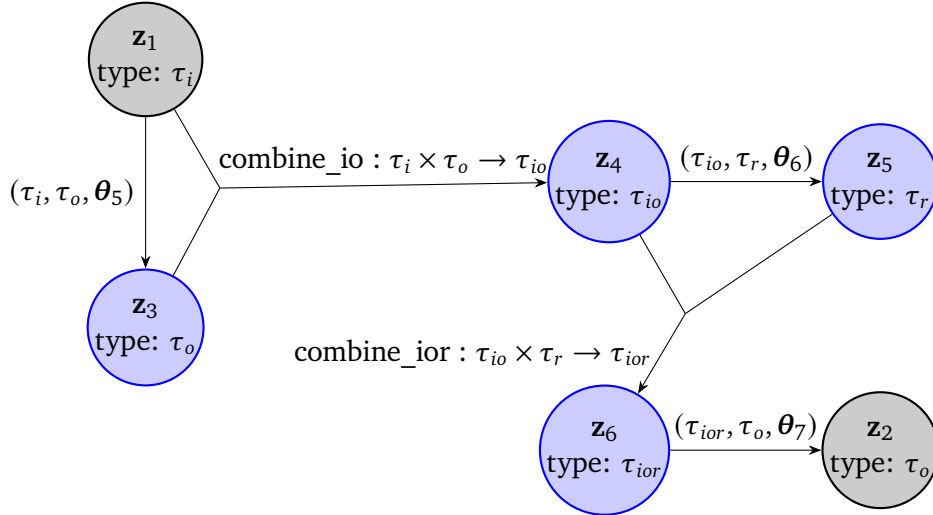 𝐳₁
type: τᵢ
combine_io : τᵢ × τₒ → τᵢₒ
(τᵢ, τₒ, 𝜽₅)
𝐳₄
type: τᵢₒ
(τᵢₒ, τᵣ, 𝜽₆)
𝐳₅
type: τᵣ
𝐳₃
type: τₒ
combine_ior : τᵢₒ × τᵣ → τᵢₒᵣ
𝐳₆
type: τᵢₒᵣ
(τᵢₒᵣ, τₒ, 𝜽₇)
𝐳₂
type: τₒ